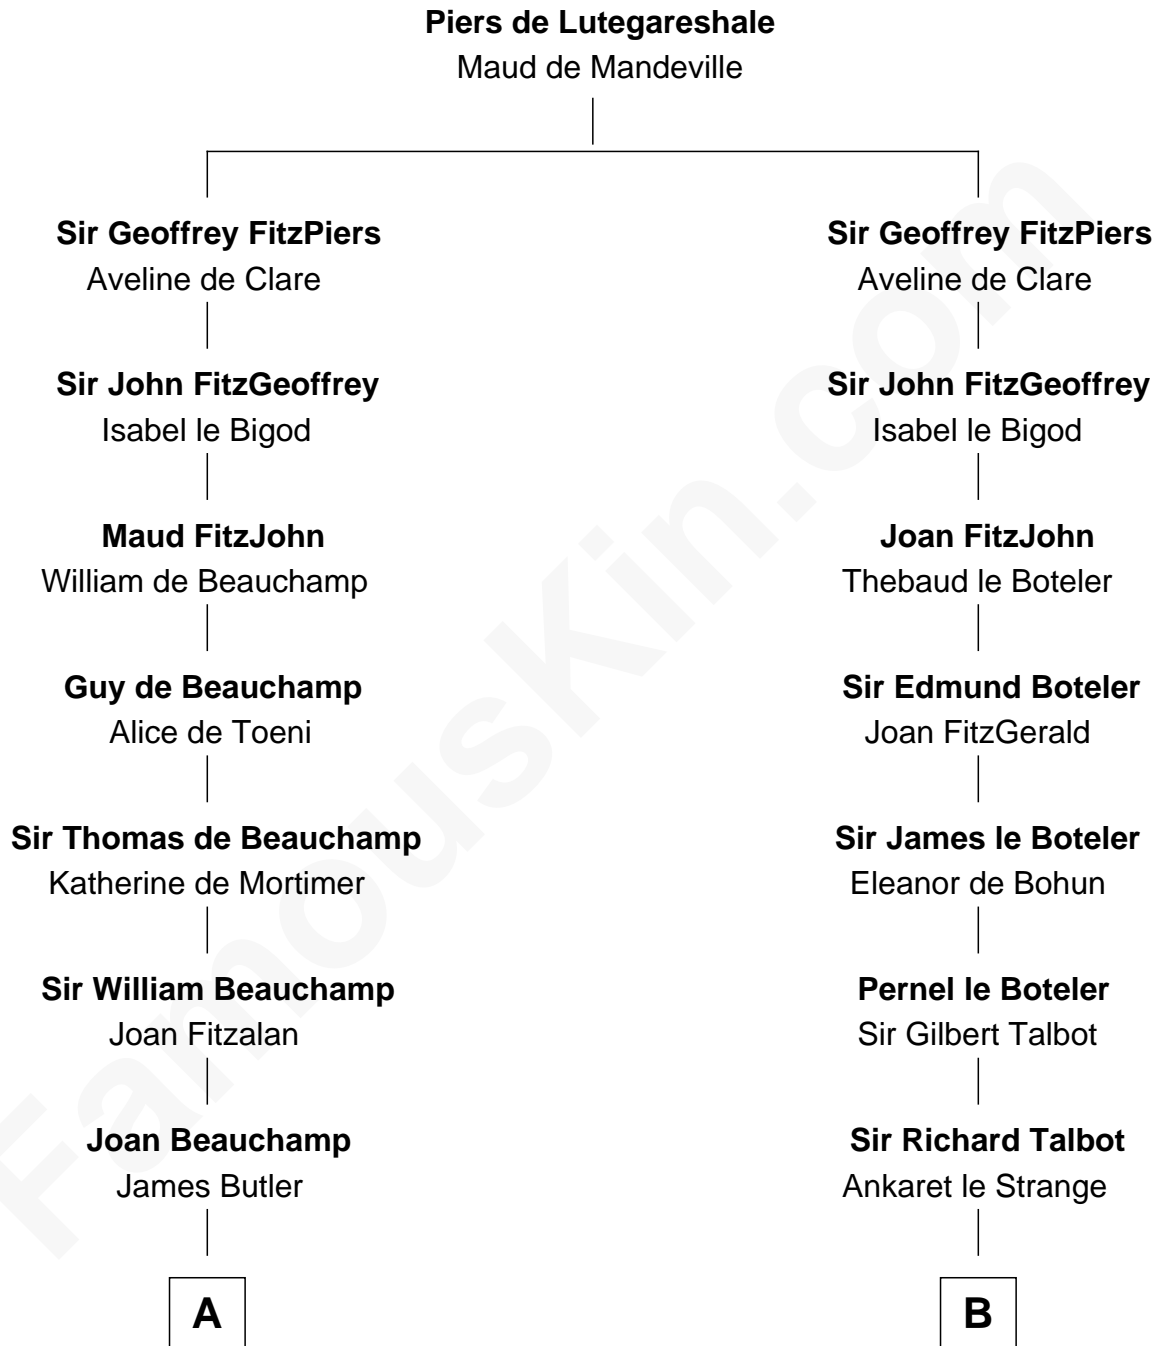 Piers de Lutegareshale
Maud de Mandeville
Sir Geoffrey FitzPiers
Aveline de Clare
Sir Geoffrey FitzPiers
Aveline de Clare
Sir John FitzGeoffrey
Isabel le Bigod
Sir John FitzGeoffrey
Isabel le Bigod
Maud FitzJohn
William de Beauchamp
Joan FitzJohn
Thebaud le Boteler
Guy de Beauchamp
Alice de Toeni
Sir Edmund Boteler
Joan FitzGerald
Sir Thomas de Beauchamp
Katherine de Mortimer
Sir James le Boteler
Eleanor de Bohun
Sir William Beauchamp
Joan Fitzalan
Pernel le Boteler
Sir Gilbert Talbot
Joan Beauchamp
James Butler
Sir Richard Talbot
Ankaret le Strange
A
B
FamousKin.com